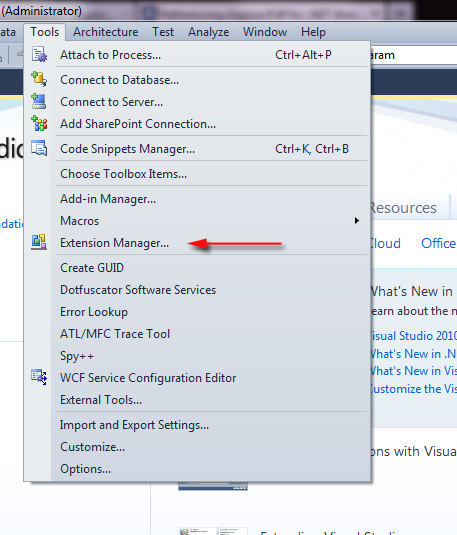 (Administrator)
ata Tools Architecture Test Analyze Window Help
Attach to Process... Ctrl+Alt+P
aram
Connect to Database...
Connect to Server...
Add SharePoint Connection...
Code Snippets Manager... Ctrl+K, Ctrl+B
dio
Choose Toolbox Items...
Add-in Manager...
Resources
Macros
ndation
Extension Manager...
Cloud Office
Create GUID
Dotfuscator Software Services
What's New in
earn about the n
Error Lookup
ATL/MFC Trace Tool
isual Studio 2010
What's New in .N
Spy++
What's New in Vis
WCF Service Configuration Editor
Customize the Vis
External Tools...
Import and Export Settings...
Customize...
ons with Visua
Options...